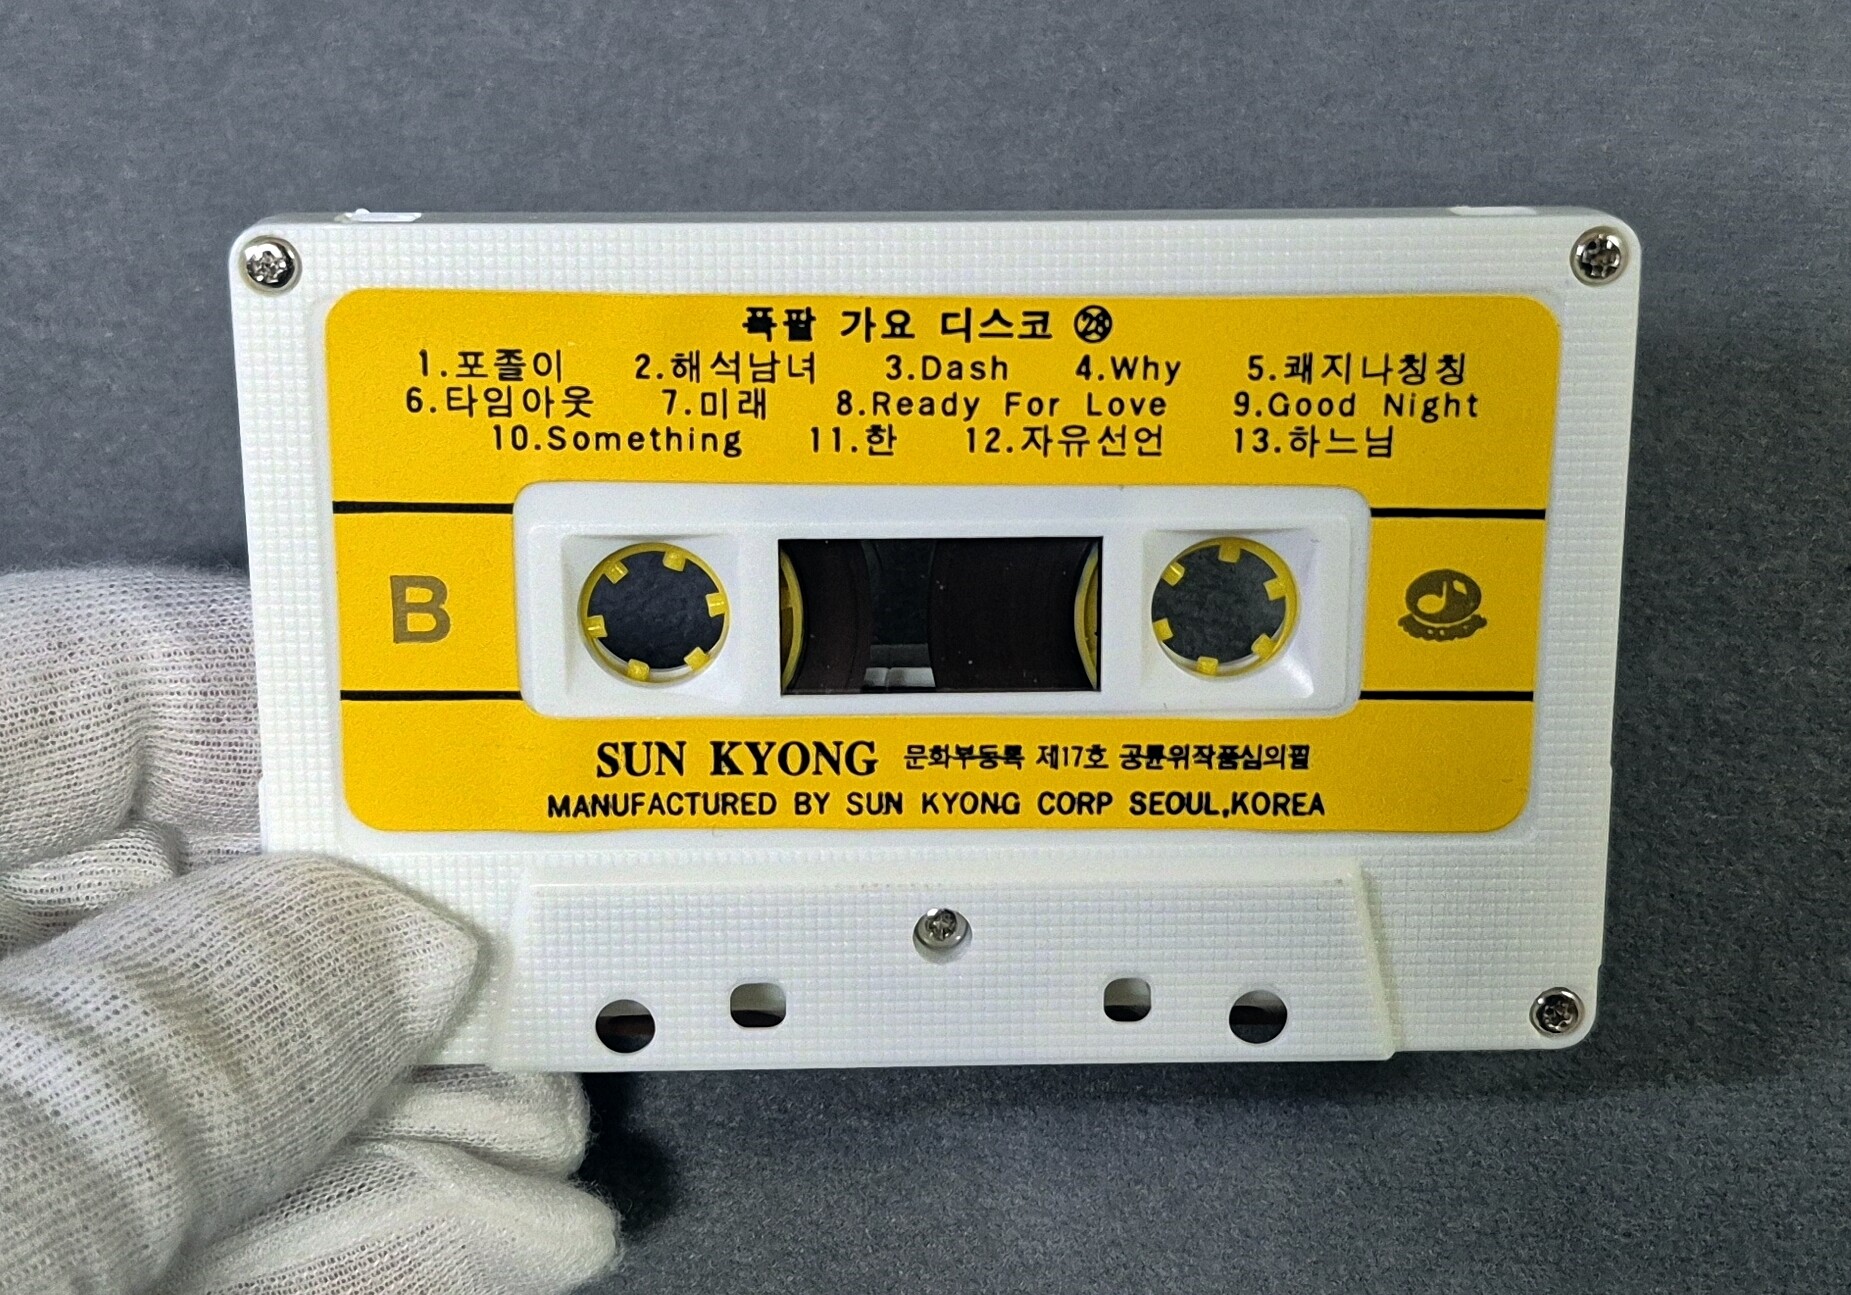 폭팔 가요 디스코 ㉘
1.포졸이 2.해석남녀 3.Dash 4.Why 5.쾌지나칭칭
6.타임아웃 7.미래 8.Ready For Love 9.Good Night
10.Something 11.한 12.자유선언 13.하느님
B
SUN KYONG 문화부등록 제17호 공륜위작품심의필
MANUFACTURED BY SUN KYONG CORP SEOUL,KOREA